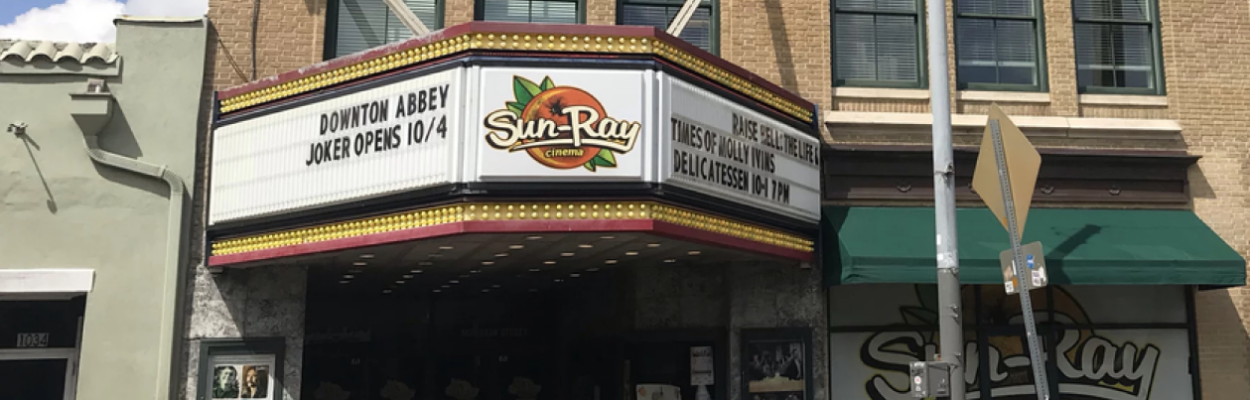 DOWNTON ABBEY
JOKER OPENS 10/4
Sun-Ray
cinema
RAISE HELL: THE LIFE &
TIMES OF MOLLY IVINS
DELICATESSEN 10-1 7PM
1034
Sun-Ray